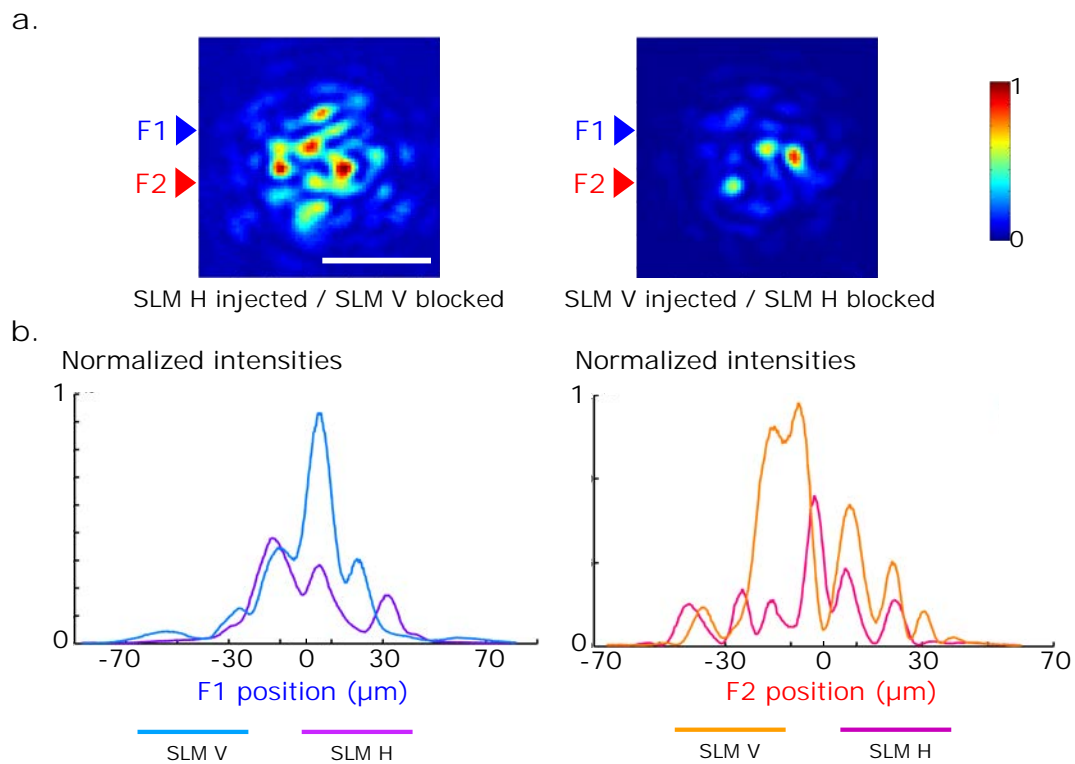 a.
F1
F2
F1
F2
1
0
SLM H injected / SLM V blocked
SLM V injected / SLM H blocked
b.
Normalized intensities
Normalized intensities
1
0
-70 -30 0 30 70
F1 position (µm)
1
0
-70 -30 0 30 70
F2 position (µm)
SLM V
SLM H
SLM V
SLM H